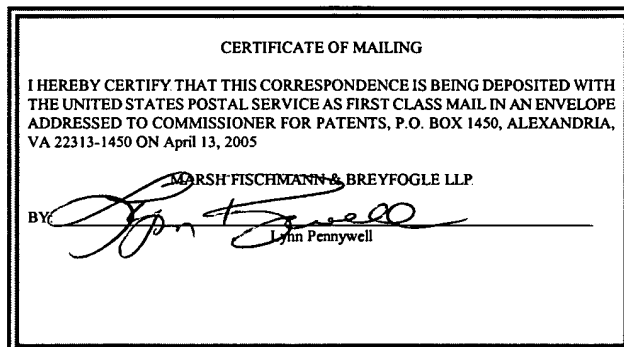 CERTIFICATE OF MAILING
I HEREBY CERTIFY THAT THIS CORRESPONDENCE IS BEING DEPOSITED WITH
THE UNITED STATES POSTAL SERVICE AS FIRST CLASS MAIL IN AN ENVELOPE
ADDRESSED TO COMMISSIONER FOR PATENTS, P.O. BOX 1450, ALEXANDRIA,
VA 22313-1450 ON April 13, 2005
MARSH FISCHMANN & BREYFOGLE LLP
BY: Lynn Pennywell
Lynn Pennywell